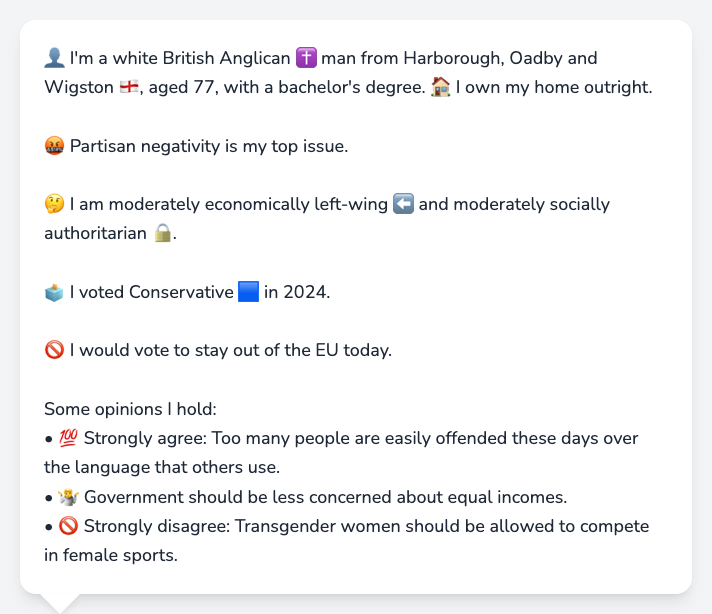 👤 I'm a white British Anglican ✝️ man from Harborough, Oadby and
Wigston 🏴󠁧󠁢󠁥󠁮󠁧󠁿, aged 77, with a bachelor's degree. 🏠 I own my home outright.
🤬 Partisan negativity is my top issue.
🤔 I am moderately economically left-wing ⬅️ and moderately socially
authoritarian 🔒.
🗳️ I voted Conservative 🟦 in 2024.
🚫 I would vote to stay out of the EU today.
Some opinions I hold:
• 💯 Strongly agree: Too many people are easily offended these days over
the language that others use.
• 🤷 Government should be less concerned about equal incomes.
• 🚫 Strongly disagree: Transgender women should be allowed to compete
in female sports.